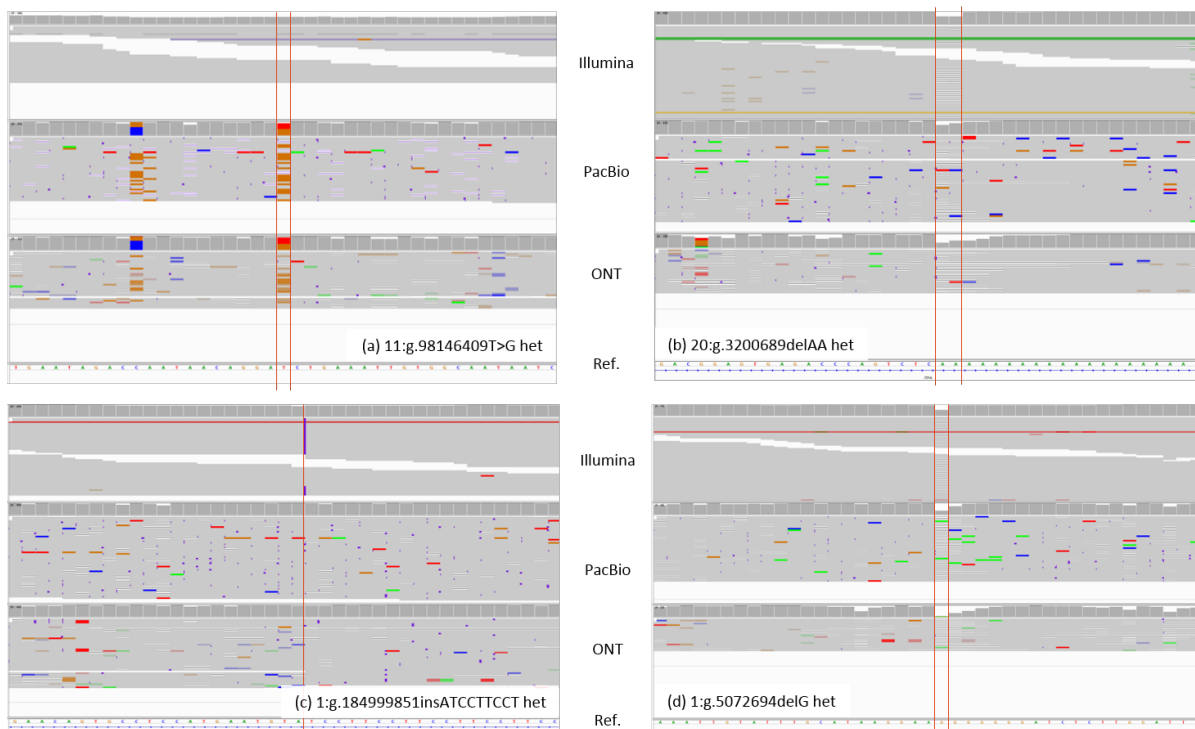 Illumina
PacBio
ONT
(a) 11:g.98146409T>G het
Ref.
T G A A T A G A C C A A T A A C A G G A T C T G A A A T T G T G G C A A T A A T C
(b) 20:g.3200689delAA het
Illumina
PacBio
ONT
(c) 1:g.184999851insATCCTTCCT het
Ref.
(d) 1:g.5072694delG het